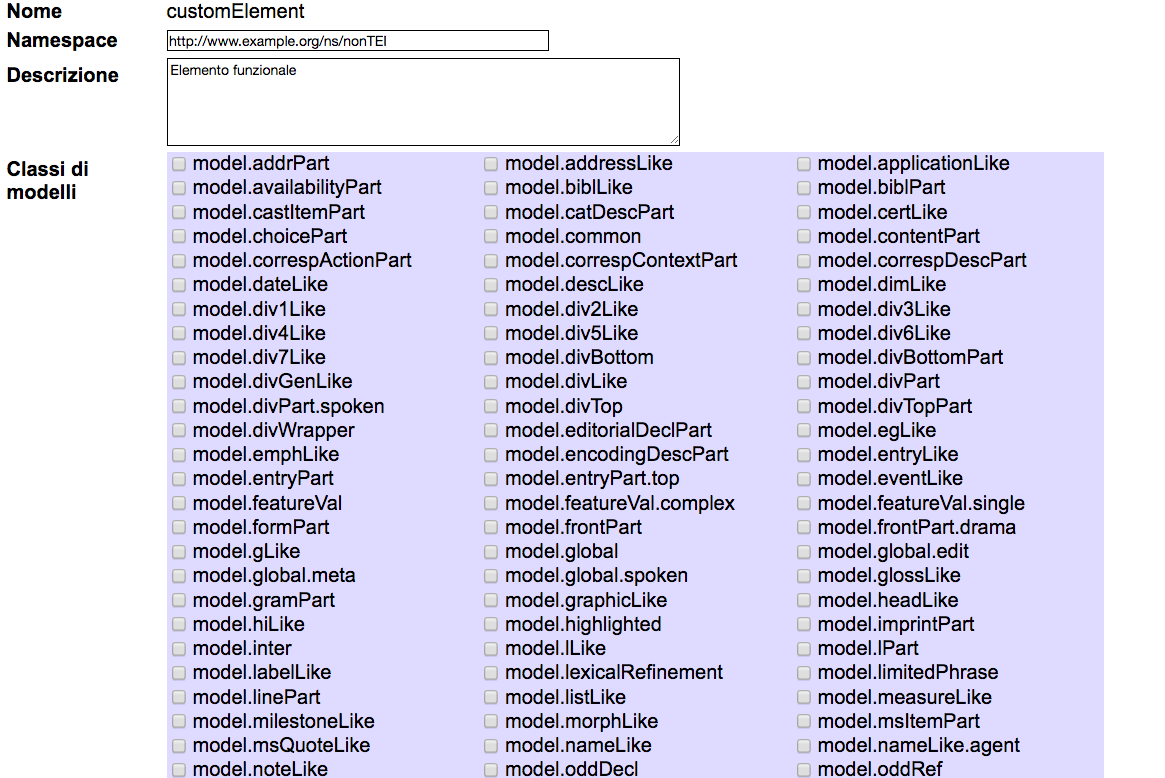 Nome customElement
Namespace http://www.example.org/ns/nonTEI
Descrizione Elemento funzionale
Classi di modelli
model.addrPart model.addressLike model.applicationLike
model.availabilityPart model.biblLike model.biblPart
model.castItemPart model.catDescPart model.certLike
model.choicePart model.common model.contentPart
model.correspActionPart model.correspContextPart model.correspDescPart
model.dateLike model.descLike model.dimLike
model.div1Like model.div2Like model.div3Like
model.div4Like model.div5Like model.div6Like
model.div7Like model.divBottom model.divBottomPart
model.divGenLike model.divLike model.divPart
model.divPart.spoken model.divTop model.divTopPart
model.divWrapper model.editorialDeclPart model.egLike
model.emphLike model.encodingDescPart model.entryLike
model.entryPart model.entryPart.top model.eventLike
model.featureVal model.featureVal.complex model.featureVal.single
model.formPart model.frontPart model.frontPart.drama
model.gLike model.global model.global.edit
model.global.meta model.global.spoken model.glossLike
model.gramPart model.graphicLike model.headLike
model.hiLike model.highlighted model.imprintPart
model.inter model.lLike model.lPart
model.labelLike model.lexicalRefinement model.limitedPhrase
model.linePart model.listLike model.measureLike
model.milestoneLike model.morphLike model.msItemPart
model.msQuoteLike model.nameLike model.nameLike.agent
model.noteLike model.oddDecl model.oddRef